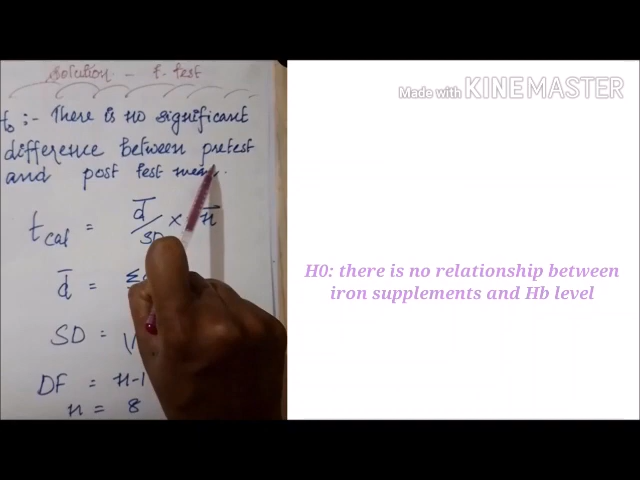 Solution - t-test
H₀ :- There is no significant
difference between pretest
and post test mean.
t cal = d̄ / SD × √n
d̄ =
SD =
DF = n-1
n = 8
Made with KINEMASTER
H0: there is no relationship between
iron supplements and Hb level